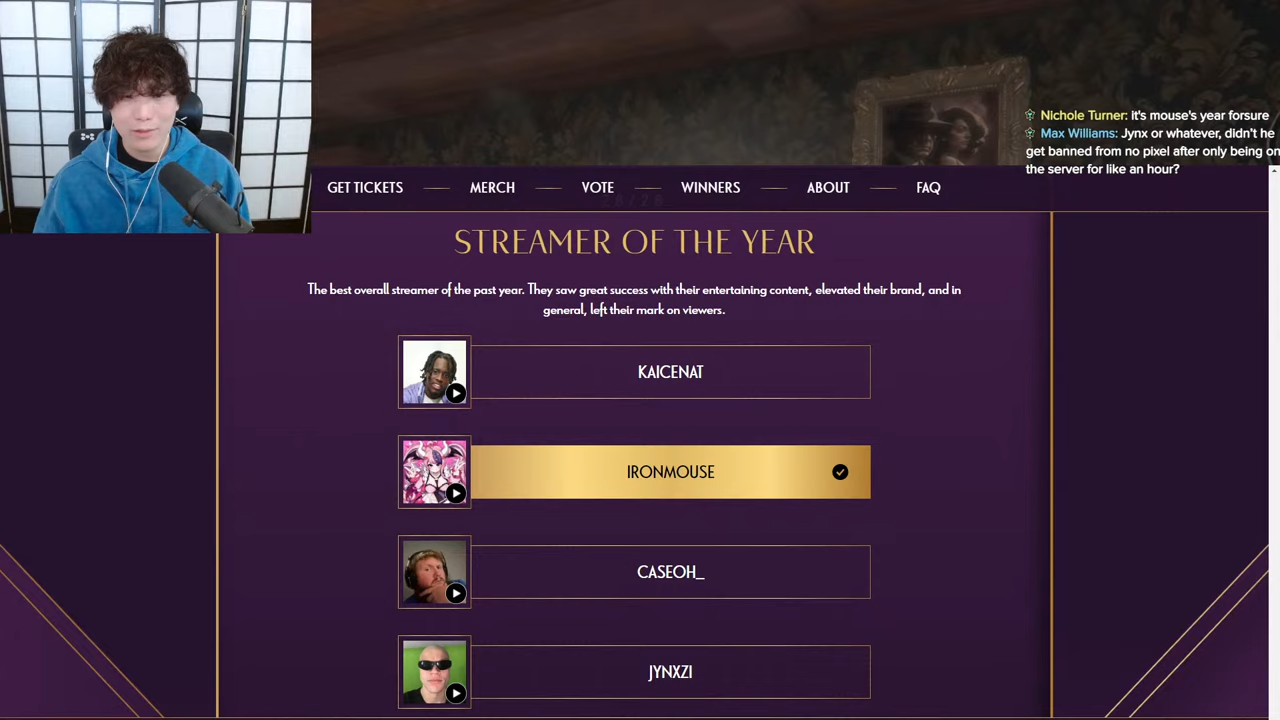 Nichole Turner: it's mouse's year forsure
Max Williams: Jynx or whatever, didn't he
get banned from no pixel after only being on
the server for like an hour?
GET TICKETS
MERCH
VOTE
WINNERS
ABOUT
FAQ
STREAMER OF THE YEAR
The best overall streamer of the past year. They saw great success with their entertaining content, elevated their brand, and in
general, left their mark on viewers.
KAICENAT
IRONMOUSE
CASEOH_
JYNXZI